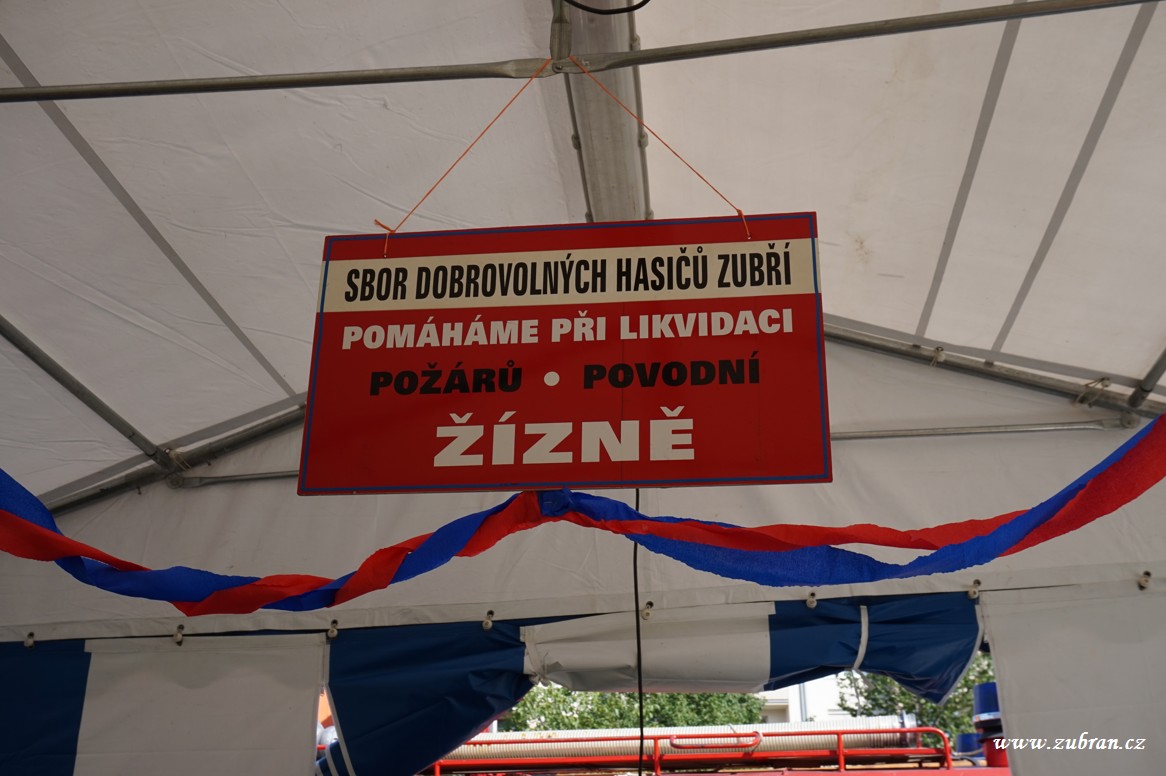 SBOR DOBROVOLNÝCH HASIČŮ ZUBŘÍ
POMÁHÁME PŘI LIKVIDACI
POŽÁRŮ • POVODNÍ
ŽÍZNĚ
www.zubran.cz